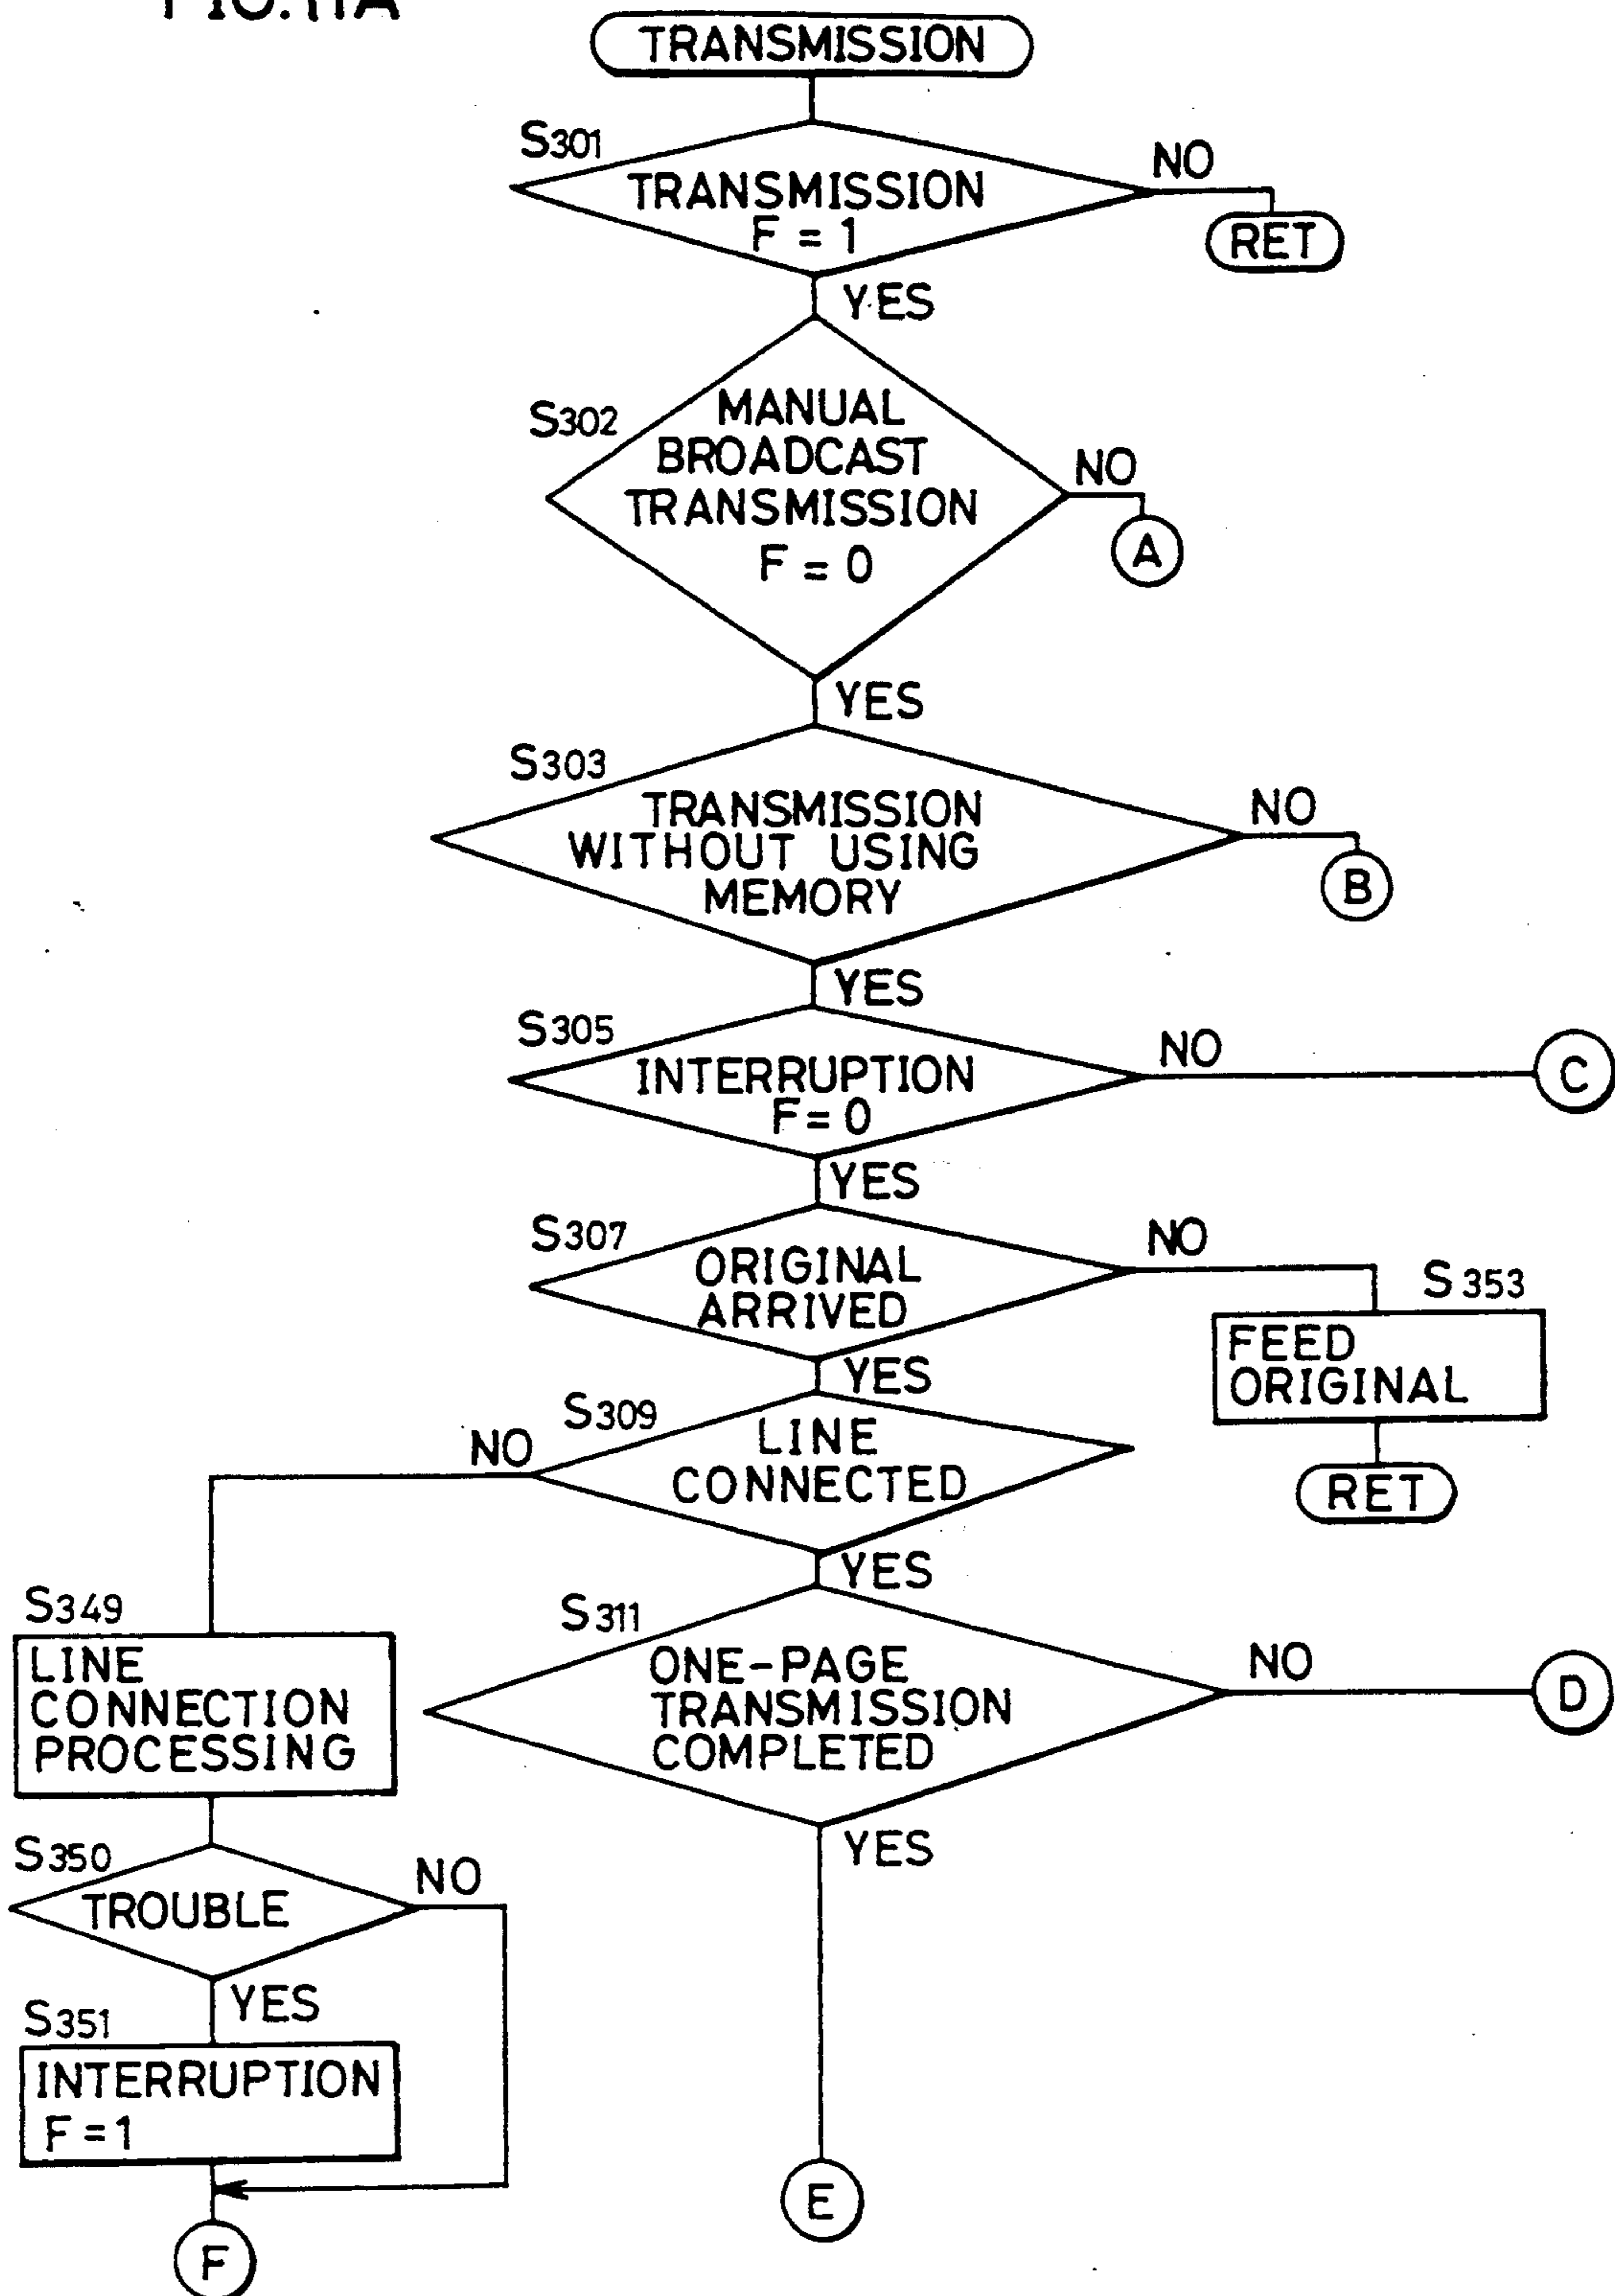 FIG. 11A
TRANSMISSION
S301
TRANSMISSION
F = 1
NO
RET
YES
S302
MANUAL
BROADCAST
TRANSMISSION
F = 0
NO
A
YES
S303
TRANSMISSION
WITHOUT USING
MEMORY
NO
B
YES
S305
INTERRUPTION
F = 0
NO
C
YES
S307
ORIGINAL
ARRIVED
NO
S353
FEED
ORIGINAL
RET
YES
S309
LINE
CONNECTED
NO
YES
S349
LINE
CONNECTION
PROCESSING
S311
ONE-PAGE
TRANSMISSION
COMPLETED
NO
D
YES
S350
TROUBLE
NO
YES
S351
INTERRUPTION
F = 1
E
F